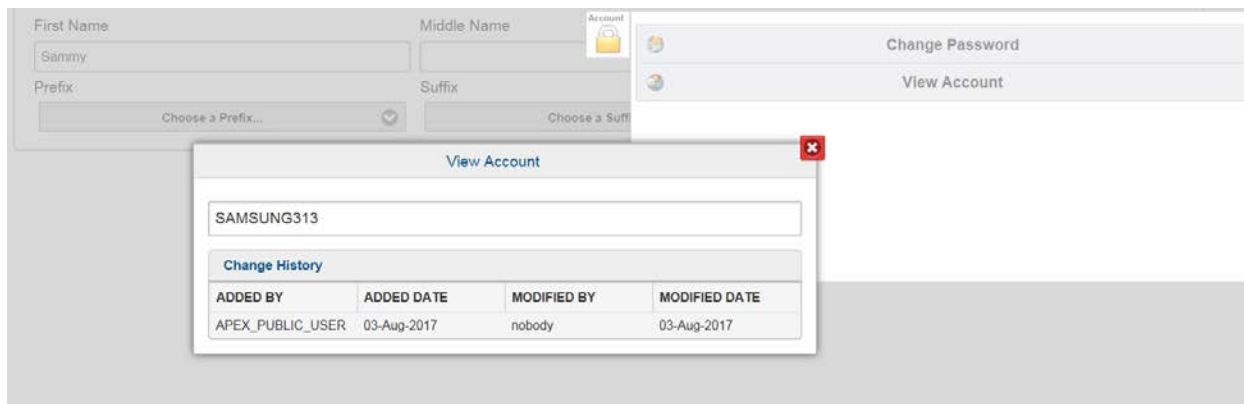 First Name
Middle Name
Account
Sammy
Change Password
Prefix
Suffix
View Account
Choose a Prefix...
Choose a Suffi
View Account
SAMSUNG313
Change History
ADDED BY ADDED DATE MODIFIED BY MODIFIED DATE
APEX_PUBLIC_USER 03-Aug-2017 nobody 03-Aug-2017